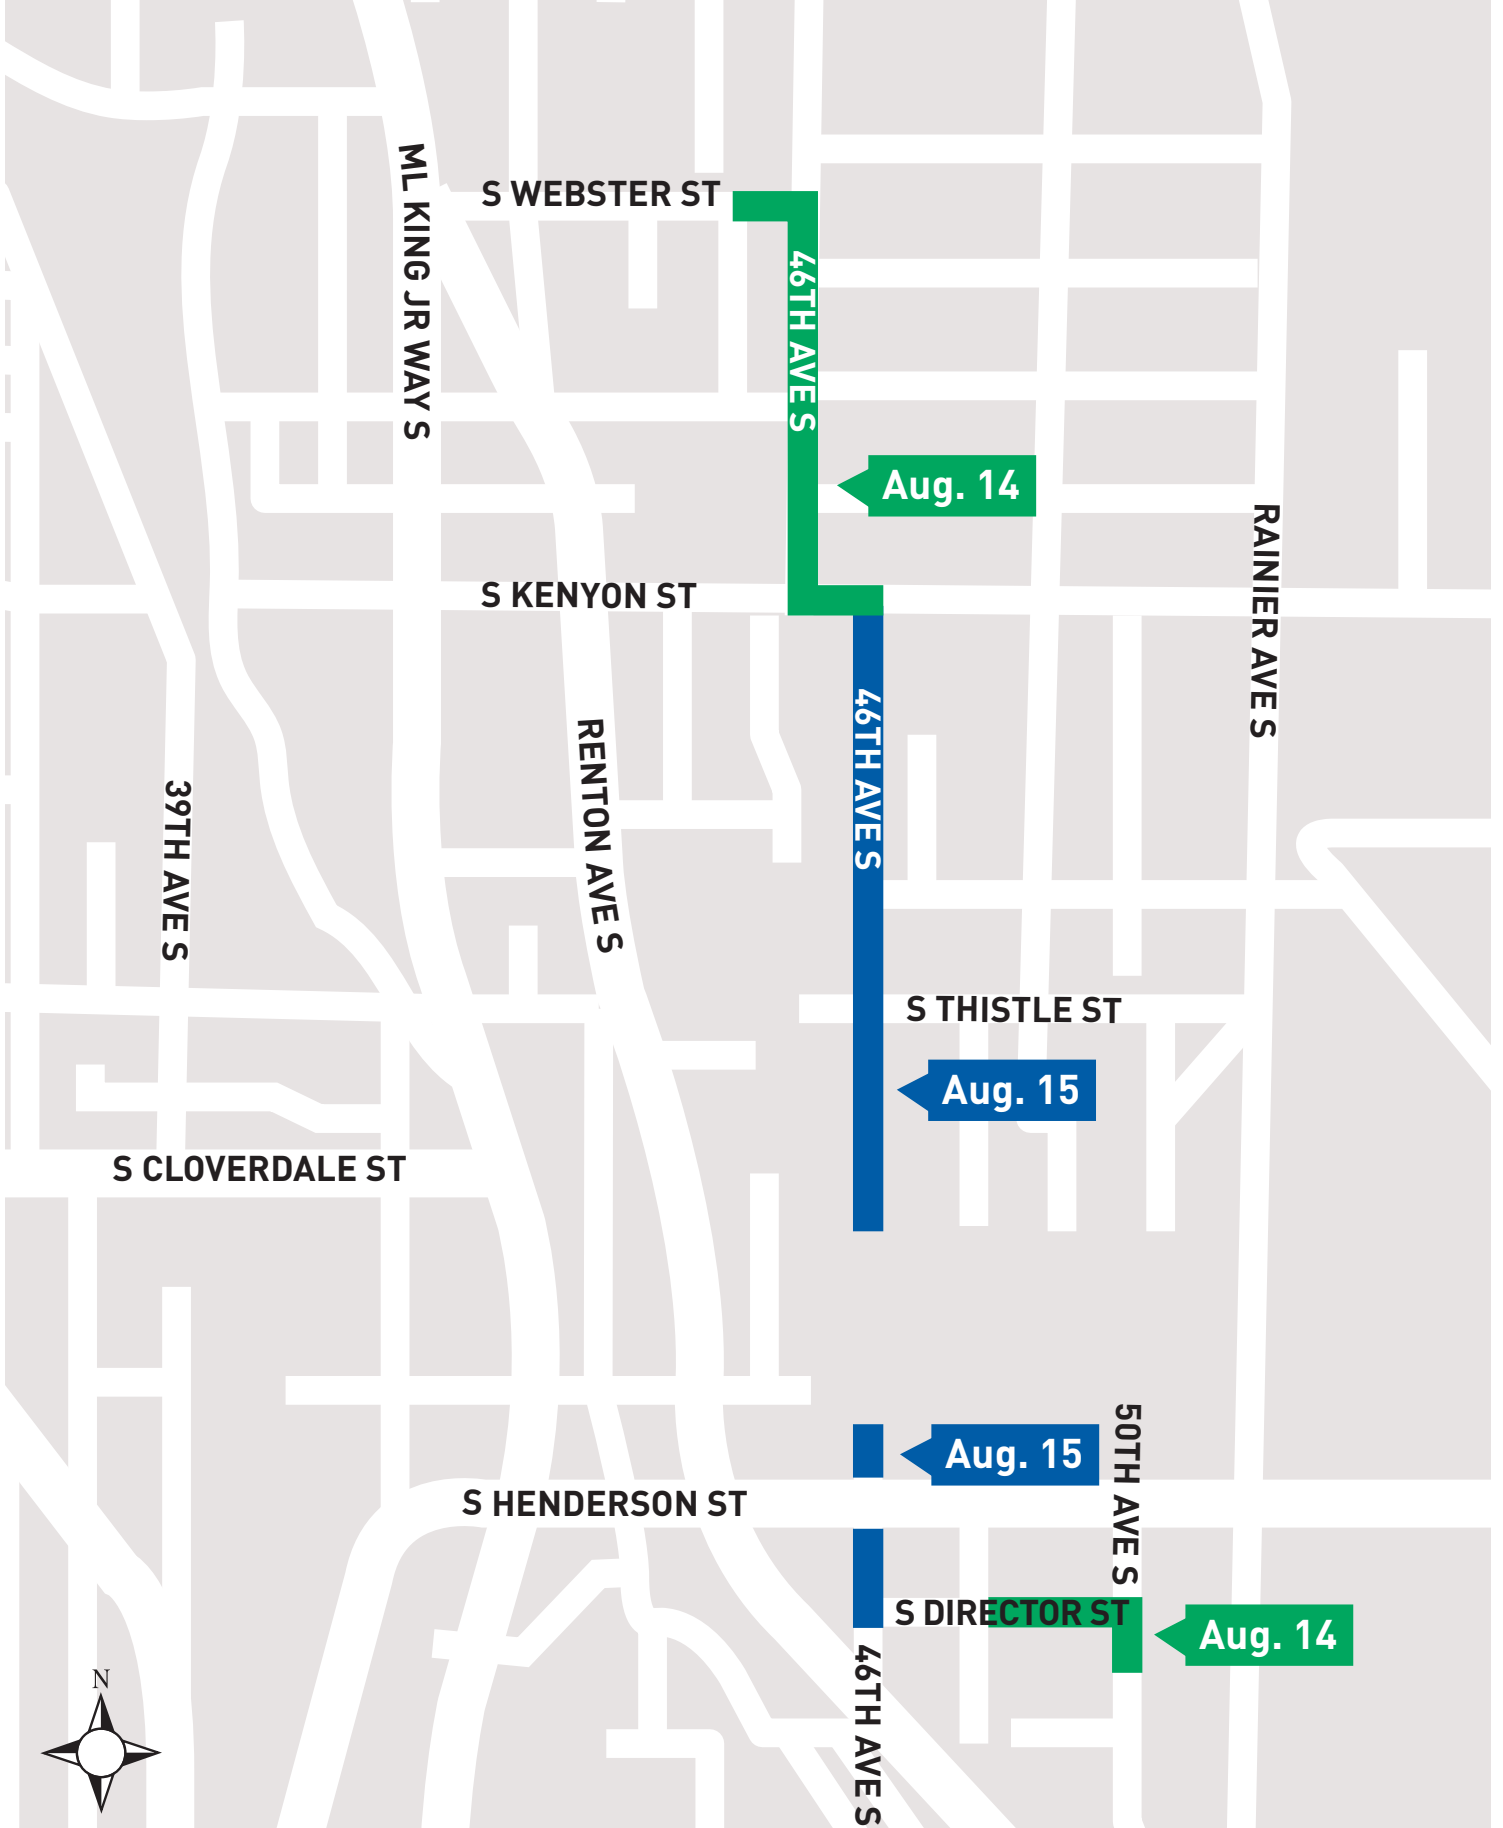 ML KING JR WAY S
S WEBSTER ST
46TH AVE S
Aug. 14
RAINIER AVE S
S KENYON ST
46TH AVE S
RENTON AVE S
39TH AVE S
S THISTLE ST
Aug. 15
S CLOVERDALE ST
50TH AVE S
Aug. 15
S HENDERSON ST
S DIRECTOR ST
Aug. 14
46TH AVE S
N